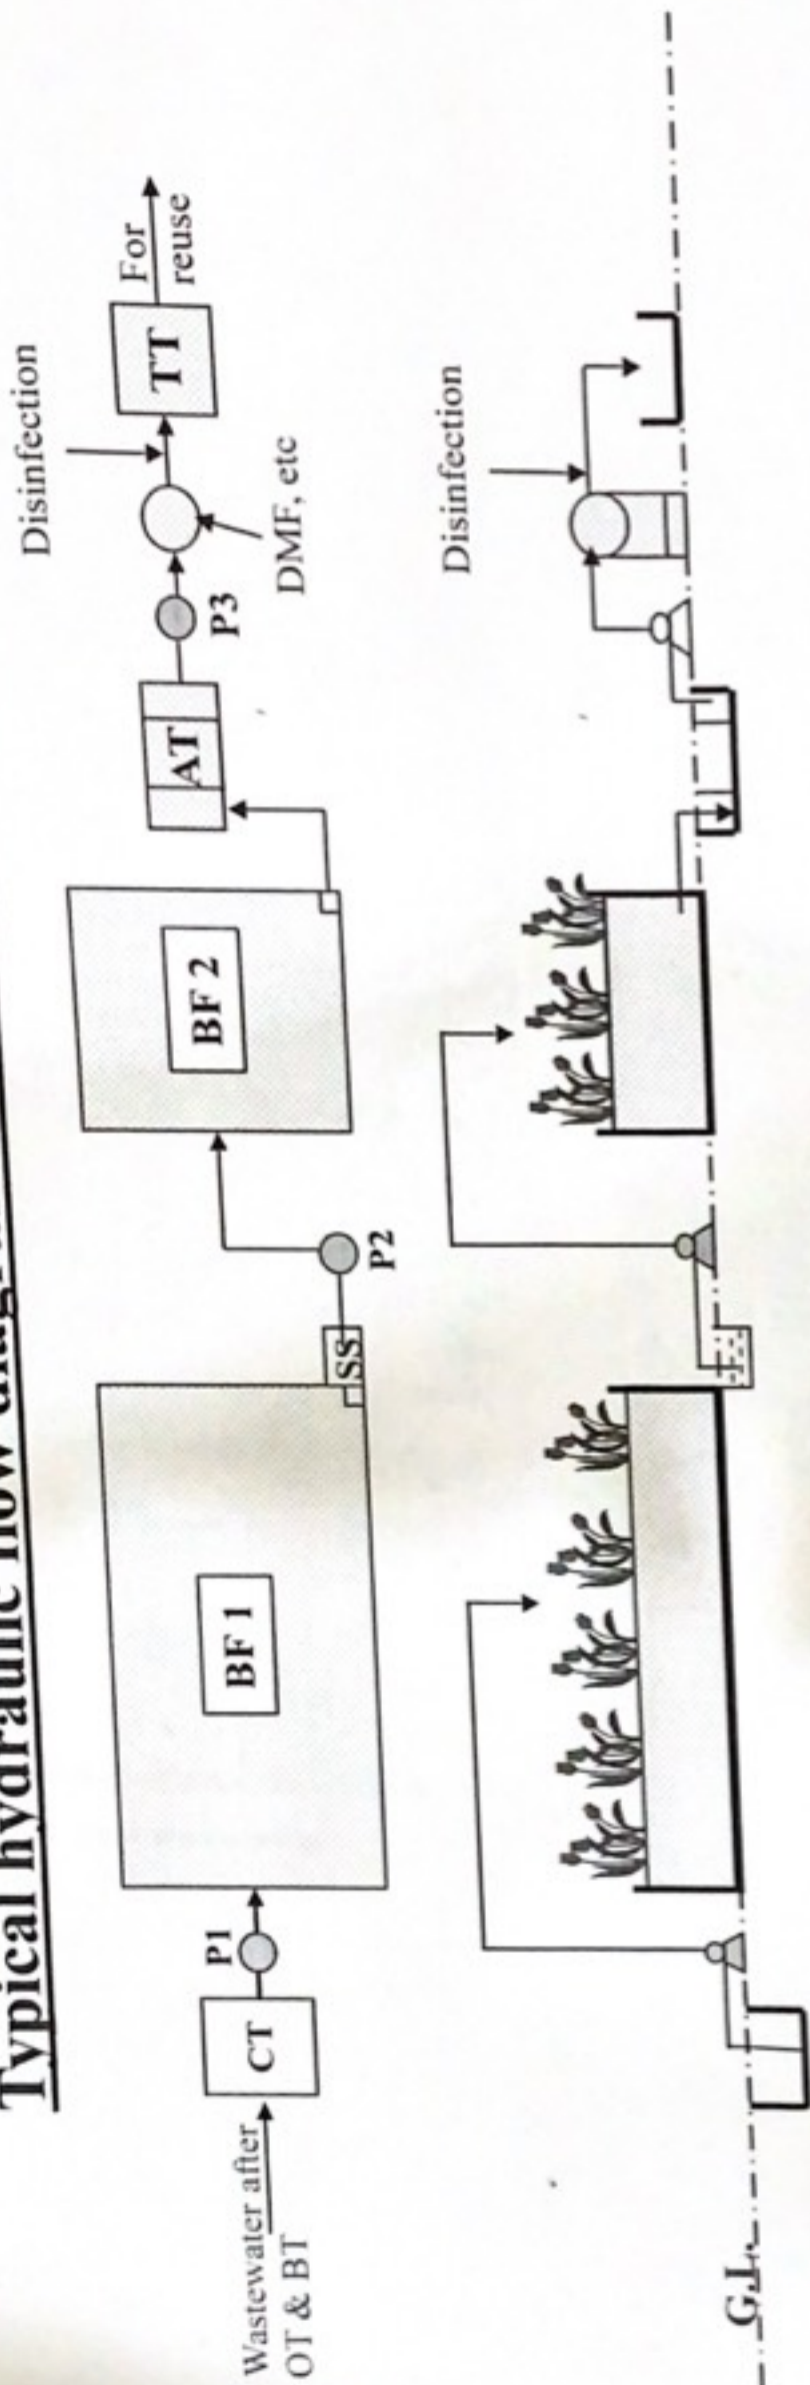 Typical hydraulic flow
Wastewater after
OT & BT
CT
P1
BF 1
SS
P2
BF 2
AT
P3
DMF, etc
Disinfection
TT
For
reuse
G.L.
Disinfection